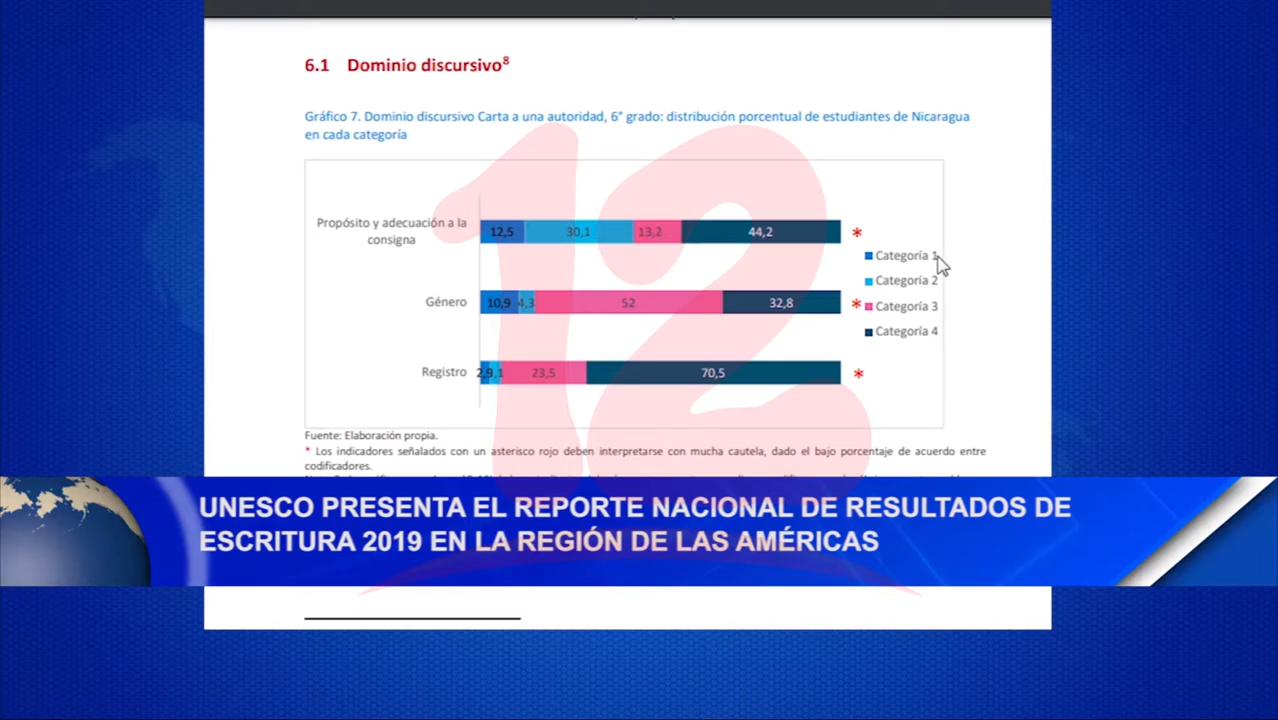 6.1 Dominio discursivo8
Gráfico 7. Dominio discursivo Carta a una autoridad, 6° grado: distribución porcentual de estudiantes de Nicaragua
en cada categoría
Propósito y adecuación a la
consigna
12,5 30,1 13,2 44,2 *
Categoría 1
Categoría 2
Género 10,9 4,3 52 32,8 *
Categoría 3
Categoría 4
Registro 2,9 ,1 23,5 70,5 *
Fuente: Elaboración propia.
* Los indicadores señalados con un asterisco rojo deben interpretarse con mucha cautela, dado el bajo porcentaje de acuerdo entre
codificadores.
12
UNESCO PRESENTA EL REPORTE NACIONAL DE RESULTADOS DE
ESCRITURA 2019 EN LA REGIÓN DE LAS AMÉRICAS